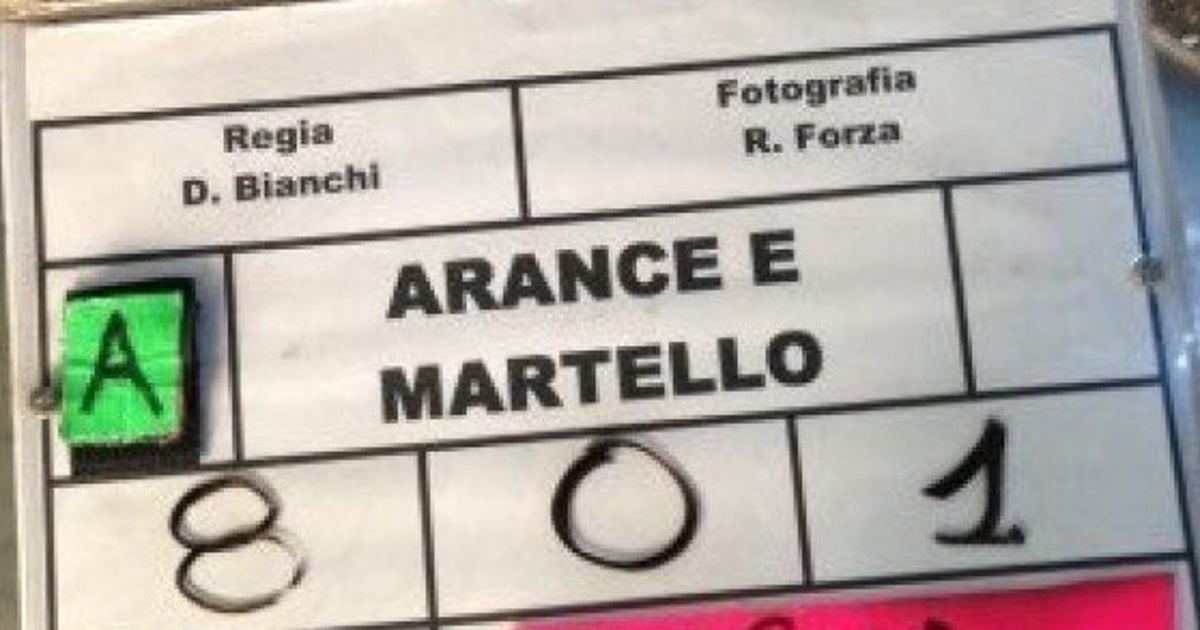 Regia
D. Bianchi
Fotografia
R. Forza
A
ARANCE E
MARTELLO
8 0 1